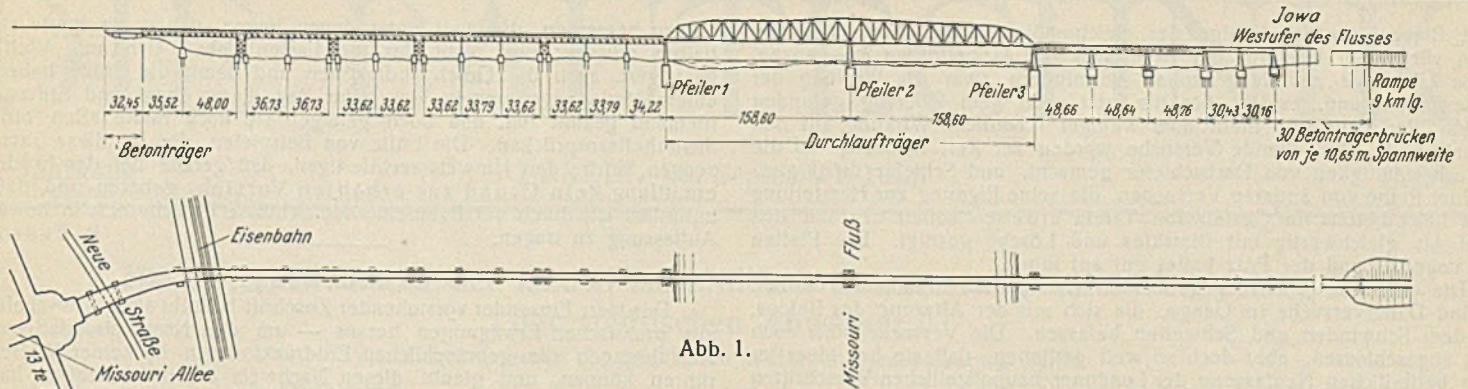 Jowa
Westufer des Flusses
Pfeiler 1
Pfeiler 2
Pfeiler 3
Rampe
9 km lg.
32,45 35,52 48,00 36,73 36,73 33,62 33,62 33,62 33,79 33,62 33,62 33,79 34,22
158,60 158,60
48,66 48,64 48,76 30,43 30,16
Betonträger
Durchlaufträger
30 Betonträgerbrücken
von je 10,65 m Spannweite
Neue Straße
Eisenbahn
Missouri Fluß
13te
Missouri Allee
Abb. 1.